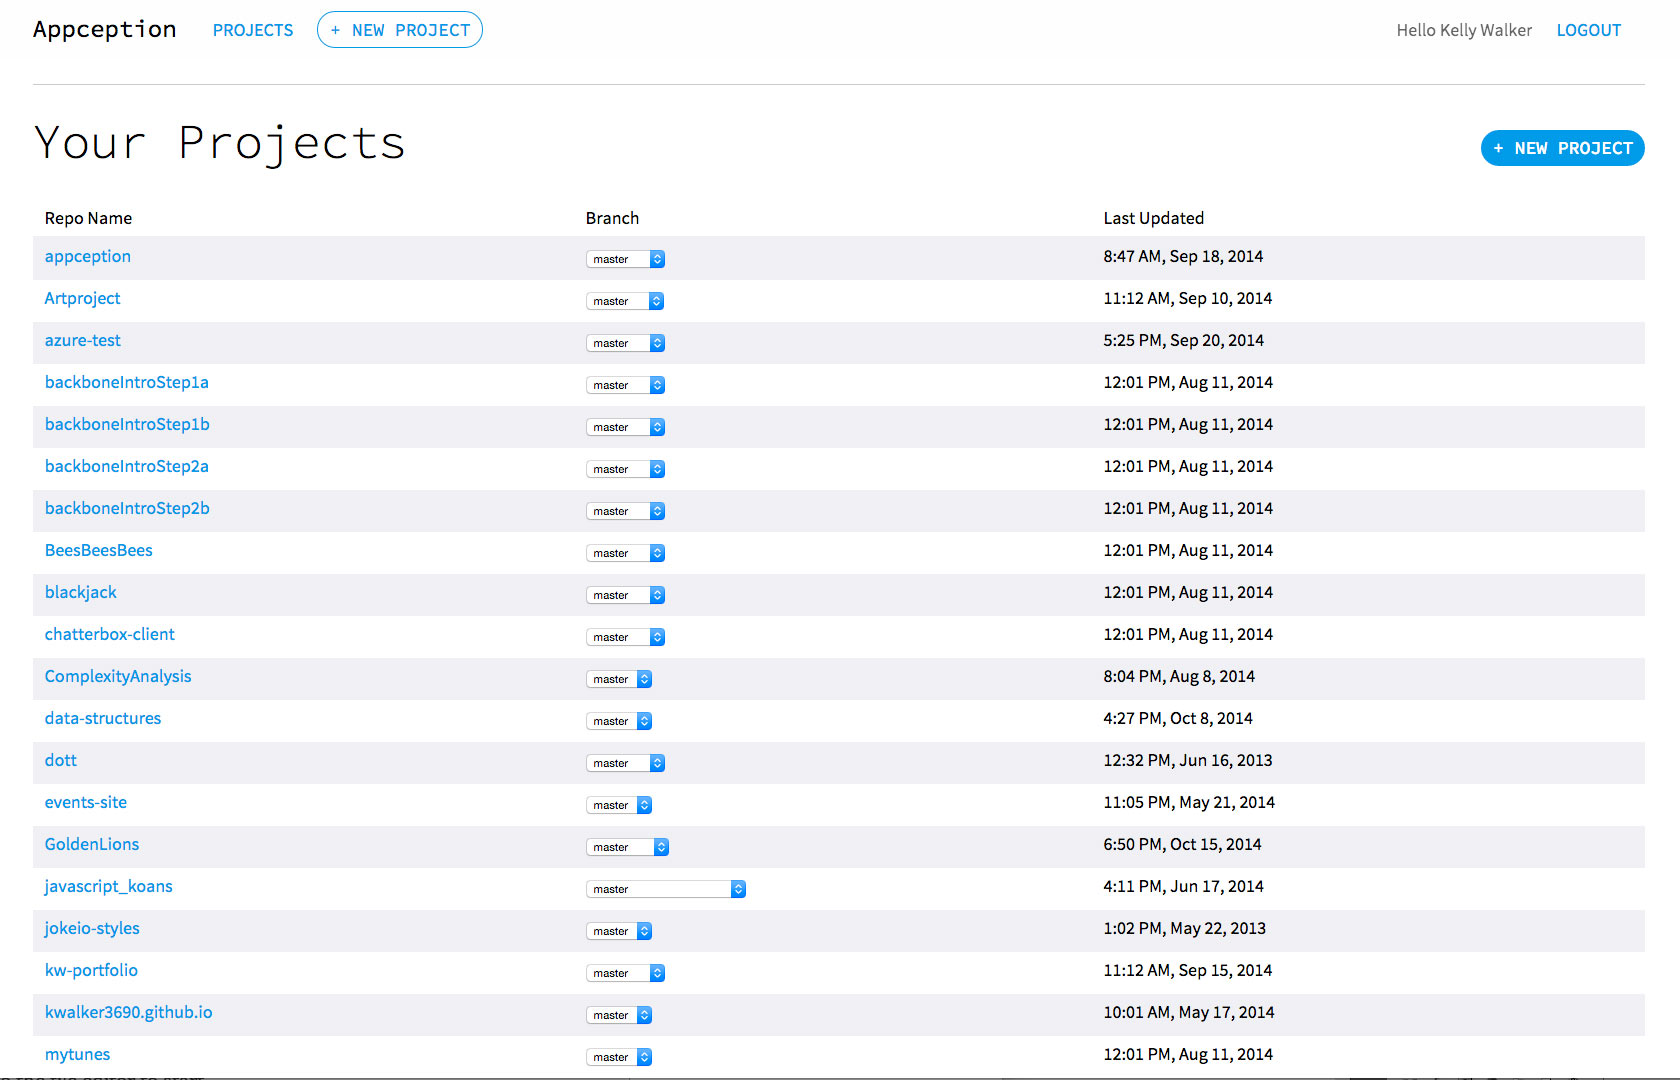 Appception PROJECTS + NEW PROJECT Hello Kelly Walker LOGOUT
Your Projects + NEW PROJECT
Repo Name Branch Last Updated
appception master 8:47 AM, Sep 18, 2014
Artproject master 11:12 AM, Sep 10, 2014
azure-test master 5:25 PM, Sep 20, 2014
backboneIntroStep1a master 12:01 PM, Aug 11, 2014
backboneIntroStep1b master 12:01 PM, Aug 11, 2014
backboneIntroStep2a master 12:01 PM, Aug 11, 2014
backboneIntroStep2b master 12:01 PM, Aug 11, 2014
BeesBeesBees master 12:01 PM, Aug 11, 2014
blackjack master 12:01 PM, Aug 11, 2014
chatterbox-client master 12:01 PM, Aug 11, 2014
ComplexityAnalysis master 8:04 PM, Aug 8, 2014
data-structures master 4:27 PM, Oct 8, 2014
dott master 12:32 PM, Jun 16, 2013
events-site master 11:05 PM, May 21, 2014
GoldenLions master 6:50 PM, Oct 15, 2014
javascript_koans master 4:11 PM, Jun 17, 2014
jokeio-styles master 1:02 PM, May 22, 2013
kw-portfolio master 11:12 AM, Sep 15, 2014
kwalker3690.github.io master 10:01 AM, May 17, 2014
mytunes master 12:01 PM, Aug 11, 2014